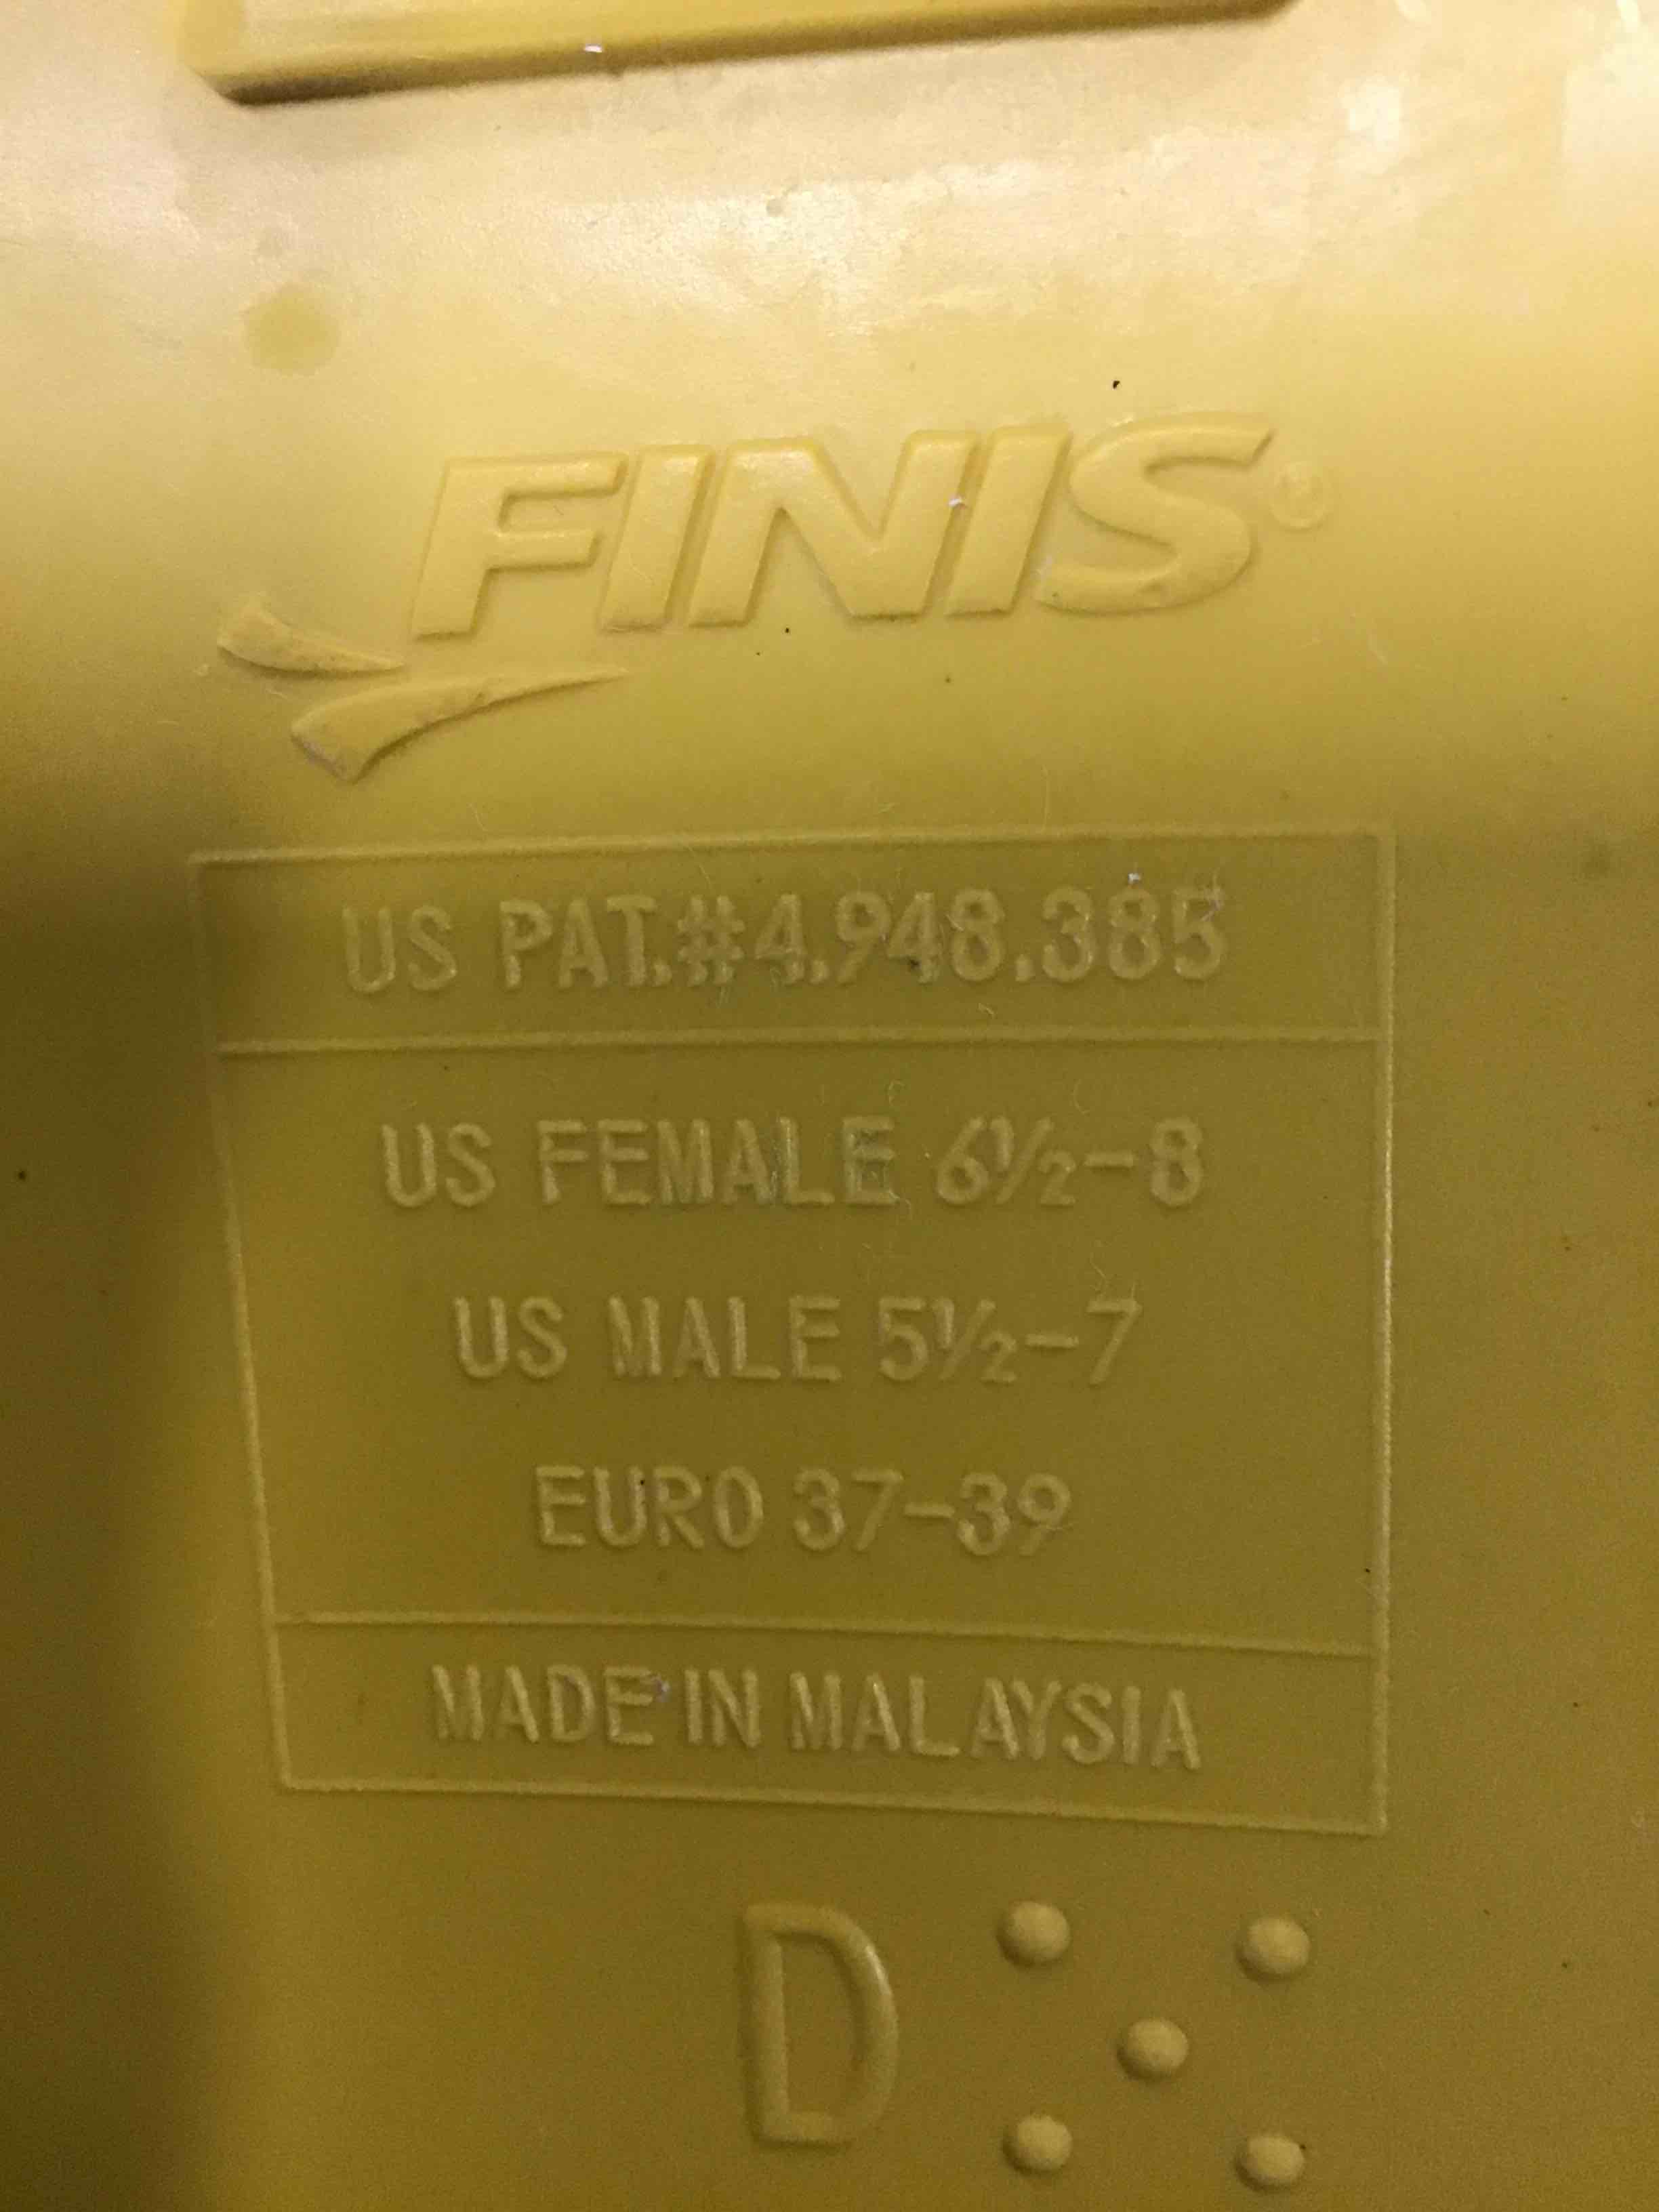 FINIS®
US PAT.#4.948.385
US FEMALE 6½-8
US MALE 5½-7
EURO 37-39
MADE IN MALAYSIA
D